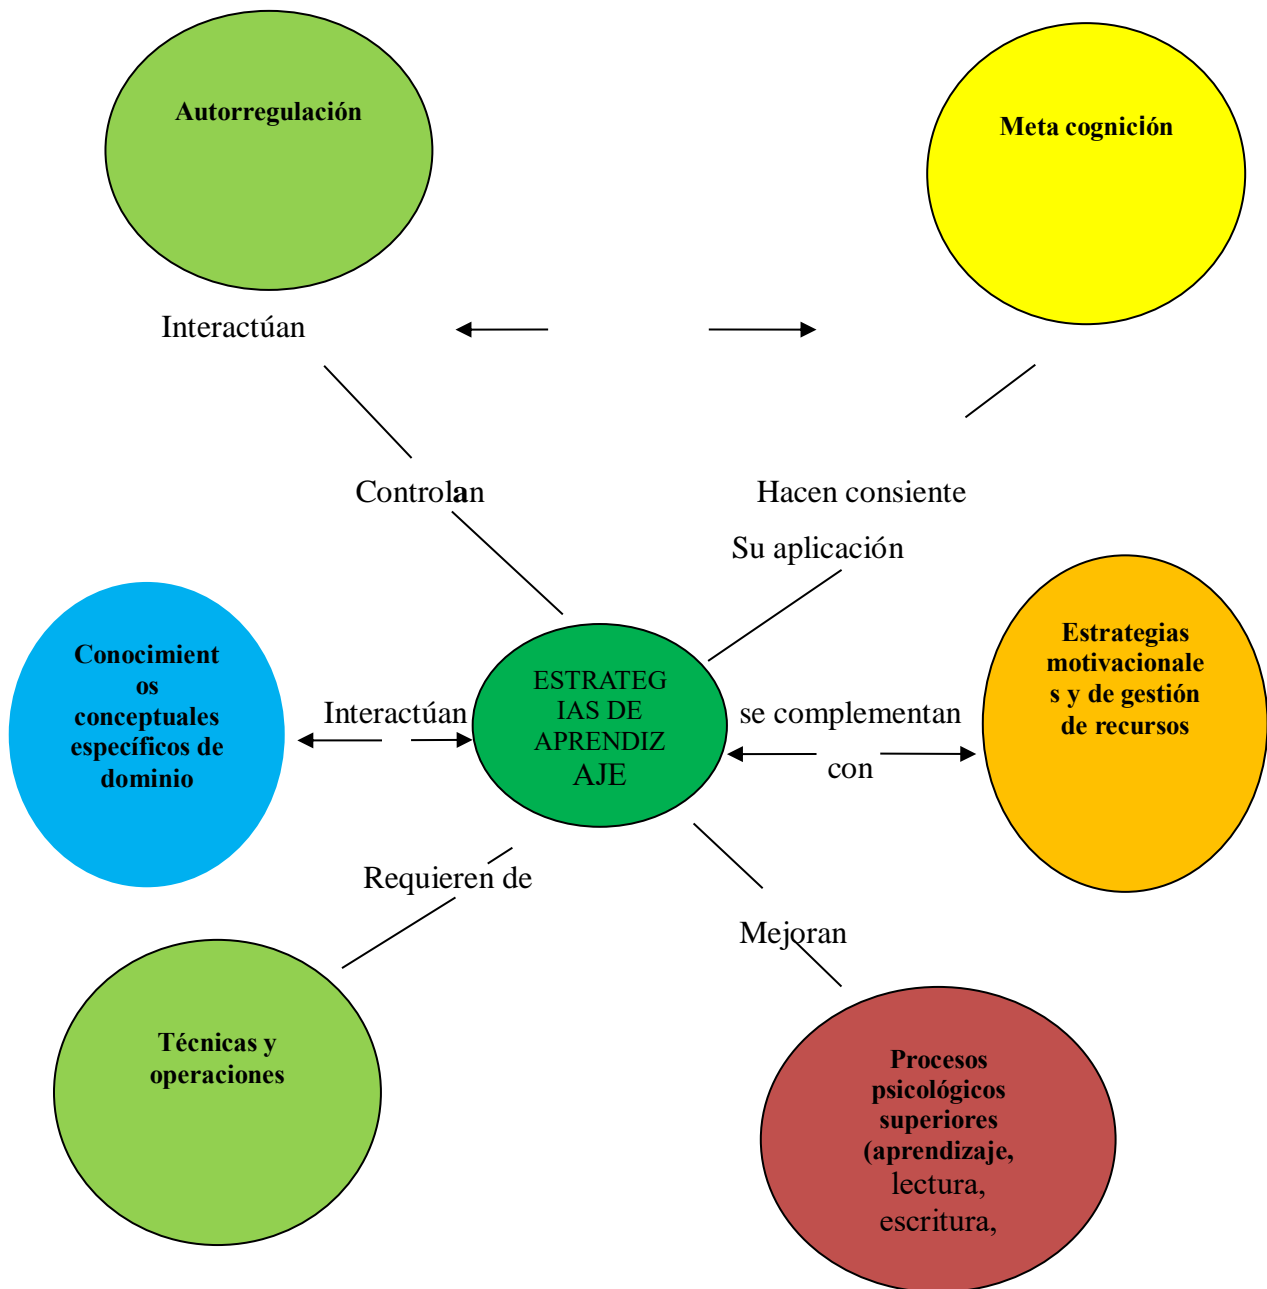 Autorregulación
Meta cognición
Interactúan
Controlan
Hacen consiente
Su aplicación
Conocimient
os
conceptuales
específicos de
dominio
Interactúan
ESTRATEG
IAS DE
APRENDIZ
AJE
se complementan
con
Estrategias
motivacionale
s y de gestión
de recursos
Requieren de
Mejoran
Técnicas y
operaciones
Procesos
psicológicos
superiores
(aprendizaje,
lectura,
escritura,